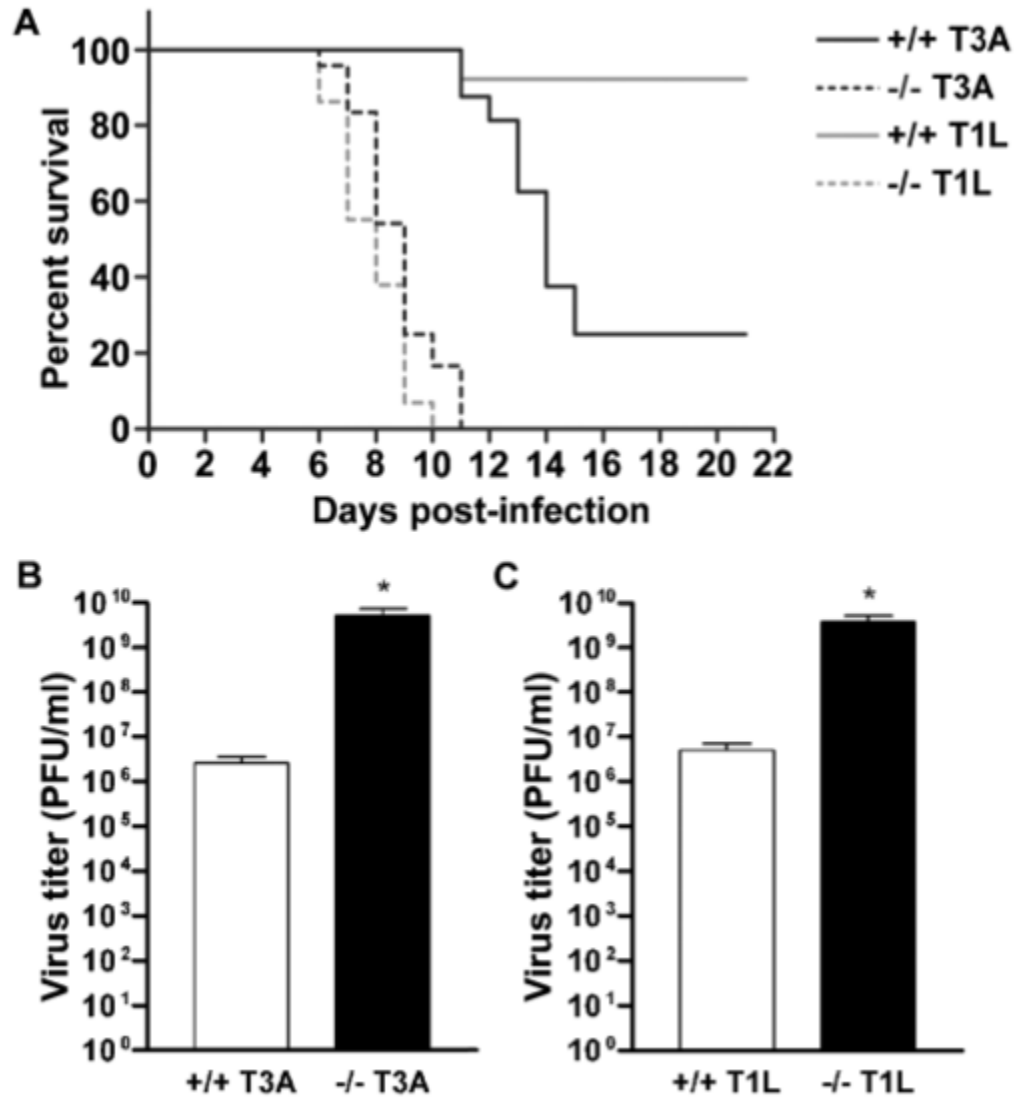 A
Percent survival
100
80
60
40
20
0
0 2 4 6 8 10 12 14 16 18 20 22
Days post-infection
+/+ T3A
-/- T3A
+/+ T1L
-/- T1L
B
Virus titer (PFU/ml)
10¹⁰
10⁹
10⁸
10⁷
10⁶
10⁵
10⁴
10³
10²
10¹
10⁰
*
+/+ T3A -/- T3A
C
Virus titer (PFU/ml)
10¹⁰
10⁹
10⁸
10⁷
10⁶
10⁵
10⁴
10³
10²
10¹
10⁰
*
+/+ T1L -/- T1L